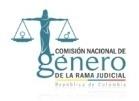 COMISIÓN NACIONAL DE
género
DE LA RAMA JUDICIAL
República de Colombia